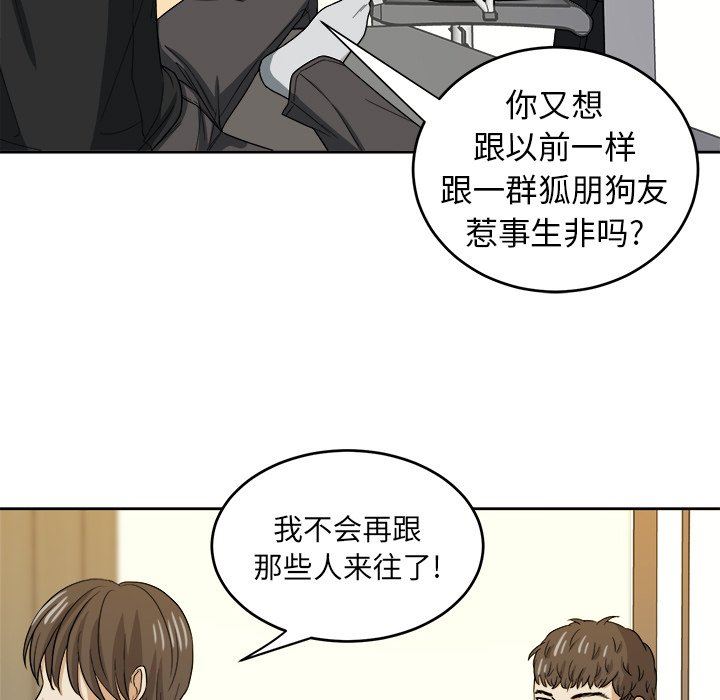 你又想
跟以前一样
跟一群狐朋狗友
惹事生非吗?
我不会再跟
那些人来往了!